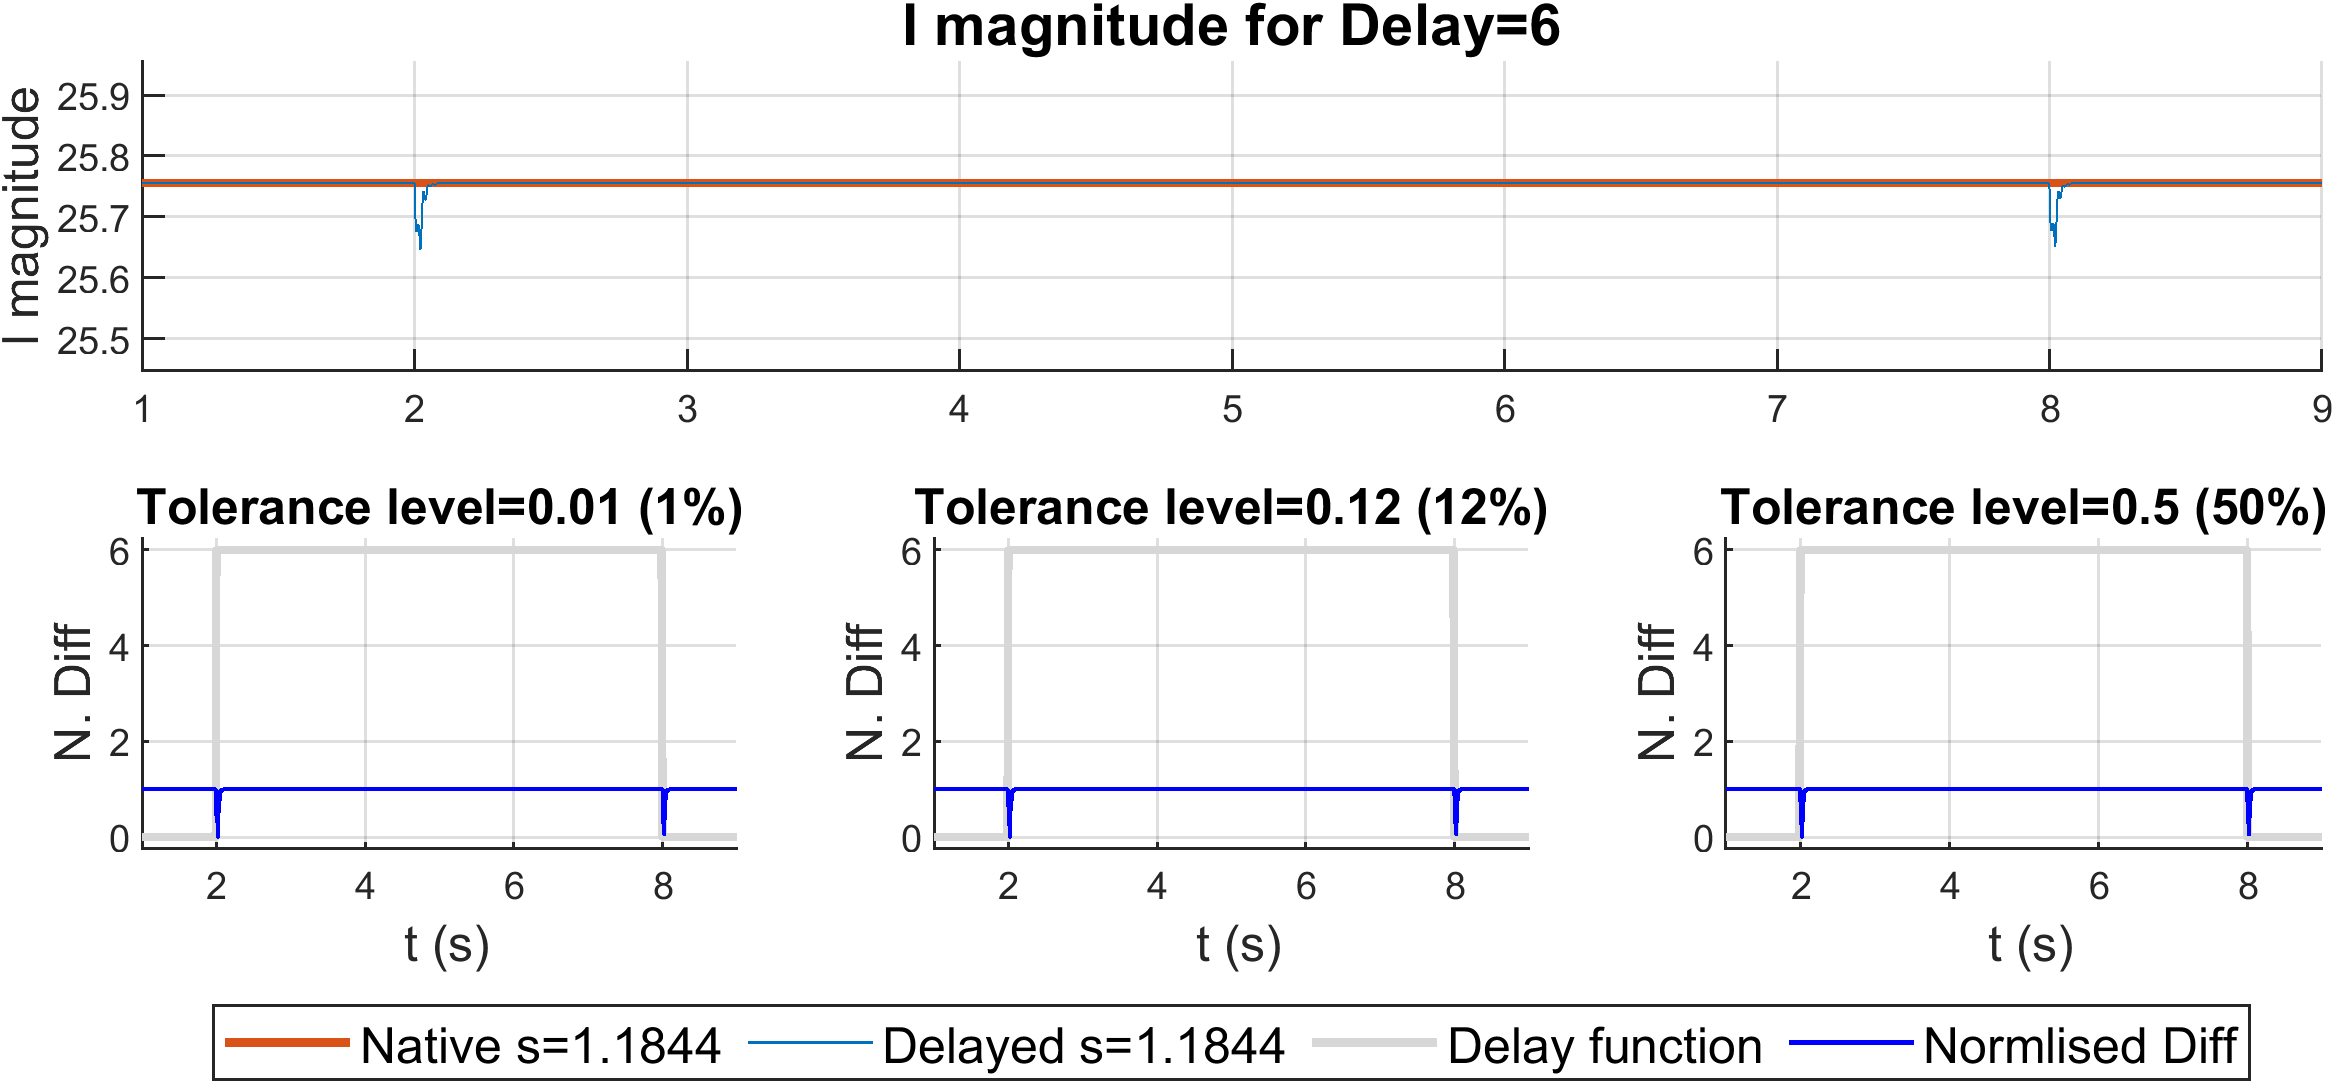 I magnitude for Delay=6
I magnitude
25.9
25.8
25.7
25.6
25.5
1 2 3 4 5 6 7 8 9
Tolerance level=0.01 (1%)
N. Diff
6
4
2
0
2 4 6 8
t (s)
Tolerance level=0.12 (12%)
N. Diff
6
4
2
0
2 4 6 8
t (s)
Tolerance level=0.5 (50%)
N. Diff
6
4
2
0
2 4 6 8
t (s)
Native s=1.1844 Delayed s=1.1844 Delay function Normlised Diff